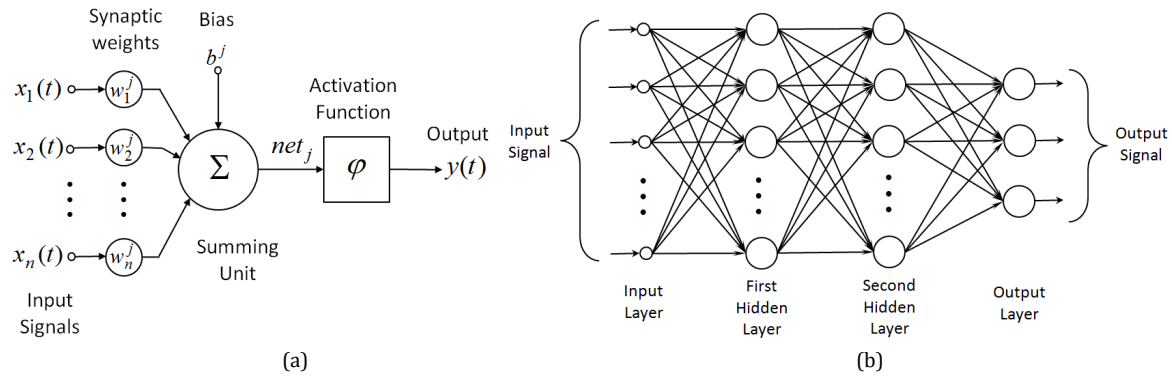 Synaptic
weights
Bias
b^j
x_1(t)
w_1^j
x_2(t)
w_2^j
x_n(t)
w_n^j
Input
Signals
Σ
Summing
Unit
net_j
Activation
Function
φ
Output
y(t)
(a)
Input
Signal
Input
Layer
First
Hidden
Layer
Second
Hidden
Layer
Output
Layer
Output
Signal
(b)